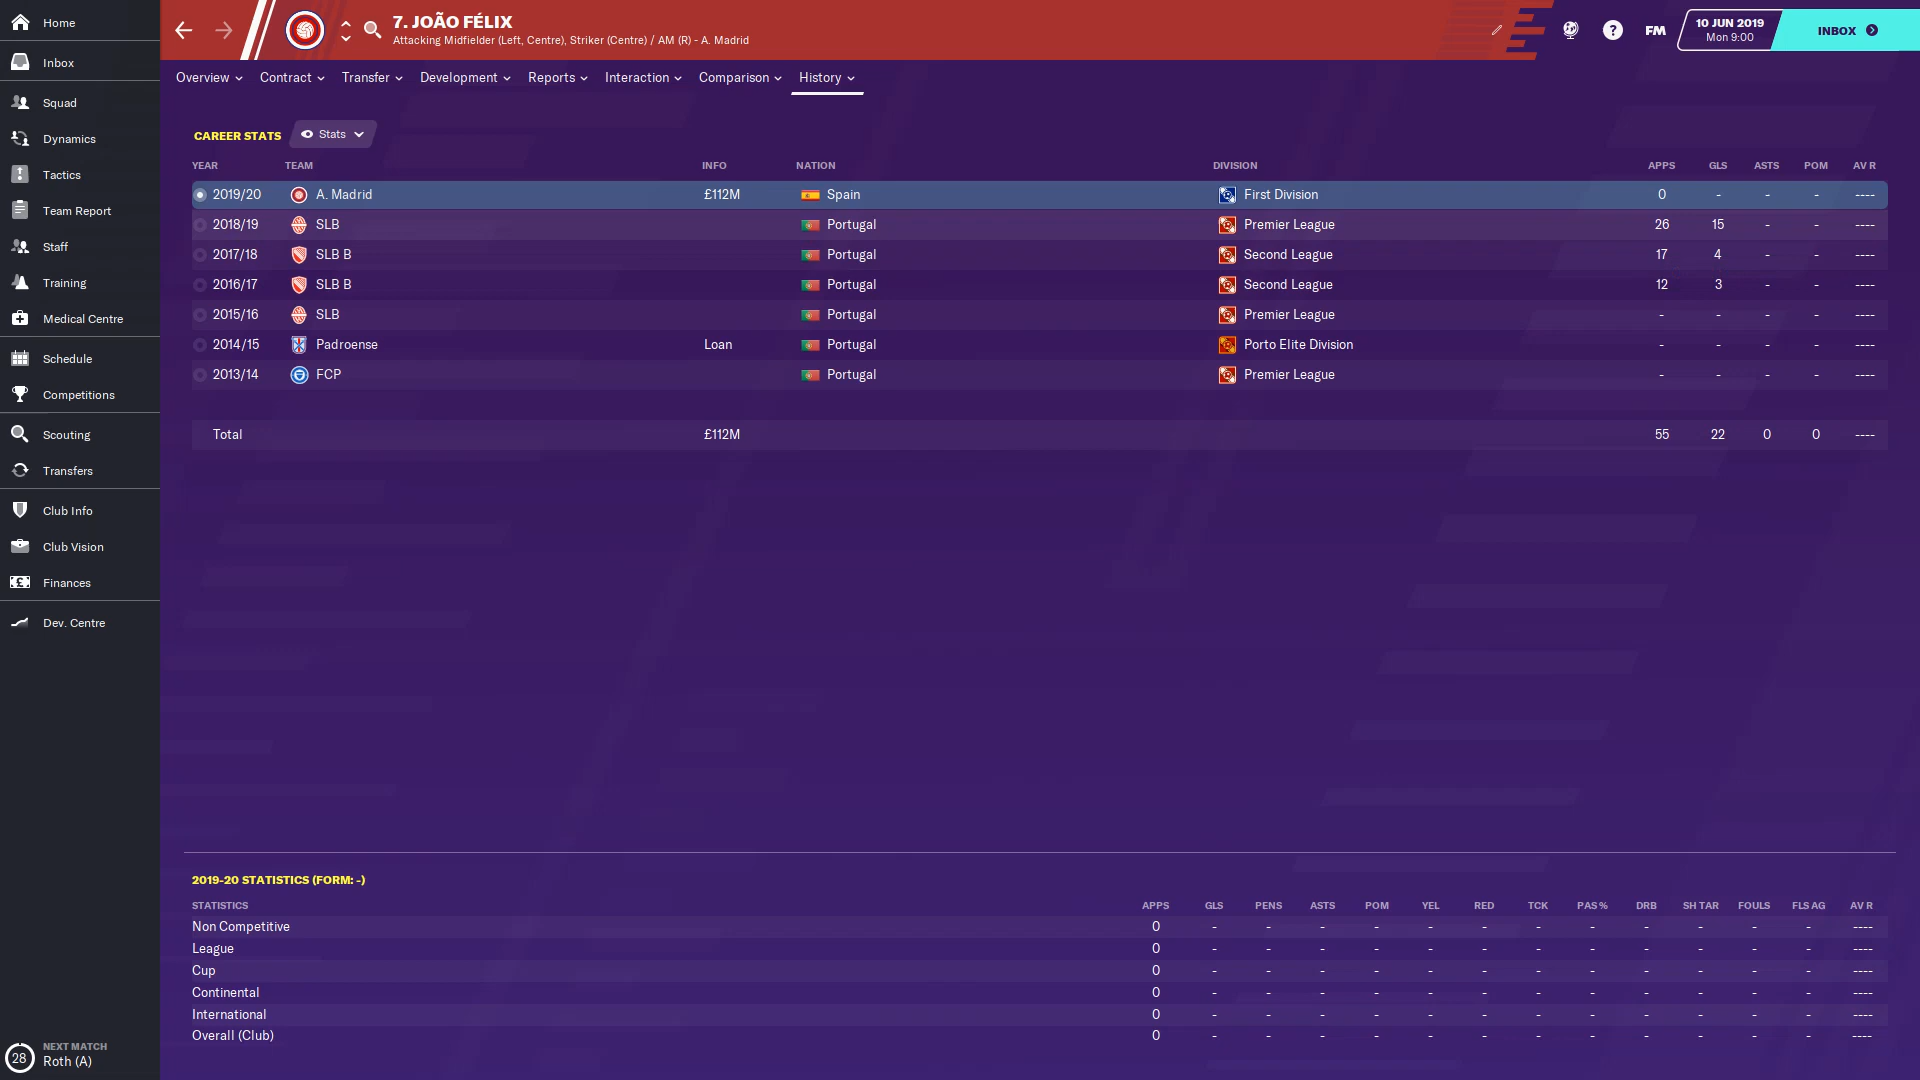 Home
Inbox
Squad
Dynamics
Tactics
Team Report
Staff
Training
Medical Centre
Schedule
Competitions
Scouting
Transfers
Club Info
Club Vision
Finances
Dev. Centre
28
NEXT MATCH
Roth (A)
7. JOÃO FÉLIX
Attacking Midfielder (Left, Centre), Striker (Centre) / AM (R) - A. Madrid
FM
10 JUN 2019
Mon 9:00
INBOX
Overview Contract Transfer Development Reports Interaction Comparison History
CAREER STATS Stats
YEAR TEAM INFO NATION DIVISION APPS GLS ASTS POM AV R
2019/20 A. Madrid £112M Spain First Division 0 - - - ----
2018/19 SLB Portugal Premier League 26 15 - - ----
2017/18 SLB B Portugal Second League 17 4 - - ----
2016/17 SLB B Portugal Second League 12 3 - - ----
2015/16 SLB Portugal Premier League - - - - ----
2014/15 Padroense Loan Portugal Porto Elite Division - - - - ----
2013/14 FCP Portugal Premier League - - - - ----
Total £112M 55 22 0 0 ----
2019-20 STATISTICS (FORM: -)
STATISTICS APPS GLS PENS ASTS POM YEL RED TCK PAS % DRB SH TAR FOULS FLS AG AV R
Non Competitive 0 - - - - - - - - - - - - ----
League 0 - - - - - - - - - - - - ----
Cup 0 - - - - - - - - - - - - ----
Continental 0 - - - - - - - - - - - - ----
International 0 - - - - - - - - - - - - ----
Overall (Club) 0 - - - - - - - - - - - - ----